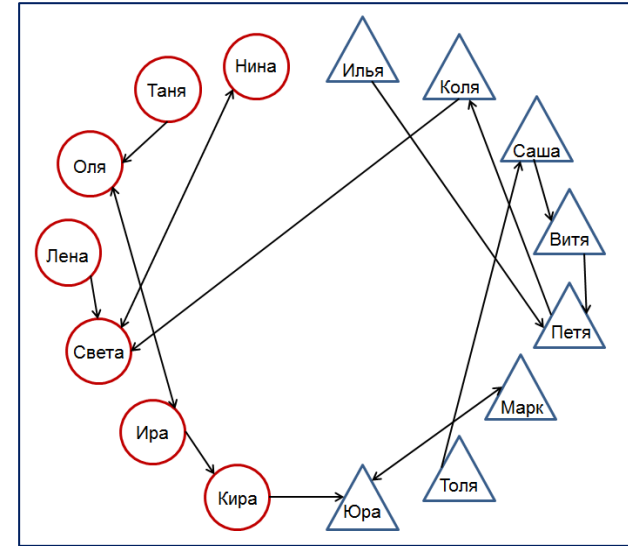 Нина
Илья
Таня
Коля
Саша
Оля
Витя
Лена
Света
Петя
Марк
Ира
Толя
Кира
Юра